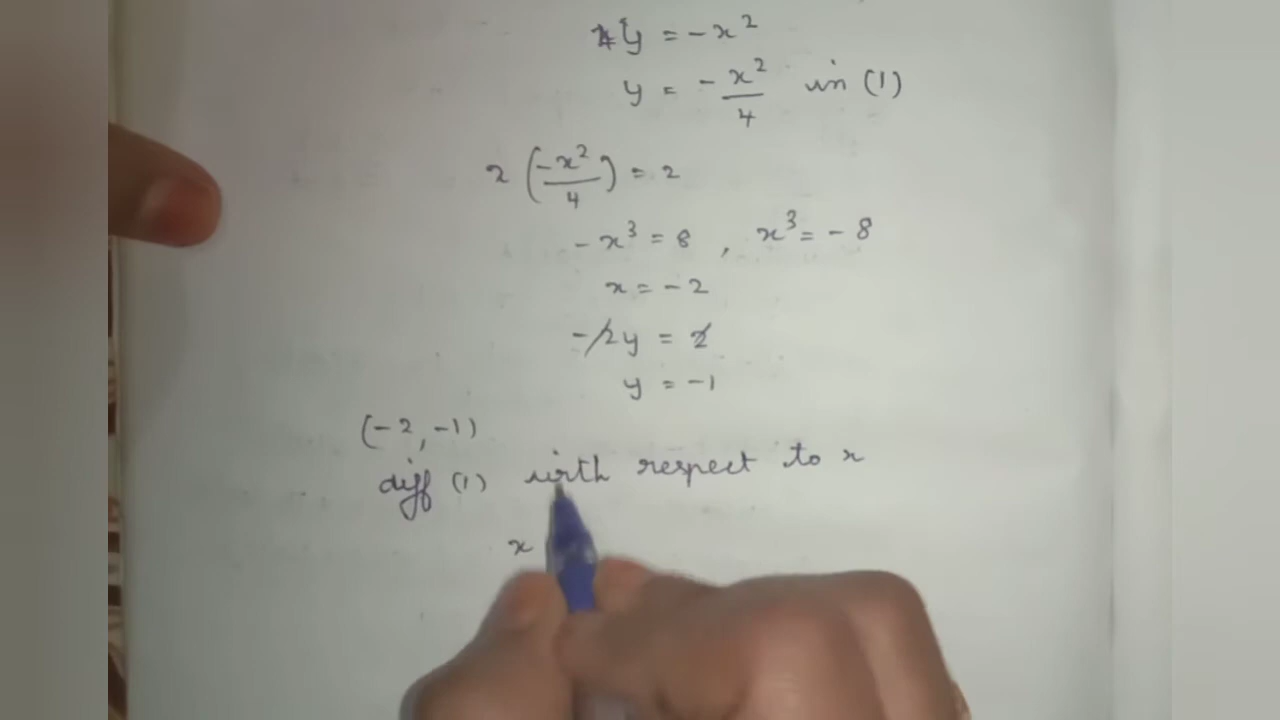 4y = -x²
y = -x²/4 in (1)
x (-x²/4) = 2
-x³ = 8 , x³ = -8
x = -2
-2y = 2
y = -1
(-2, -1)
diff (1) with respect to x
x